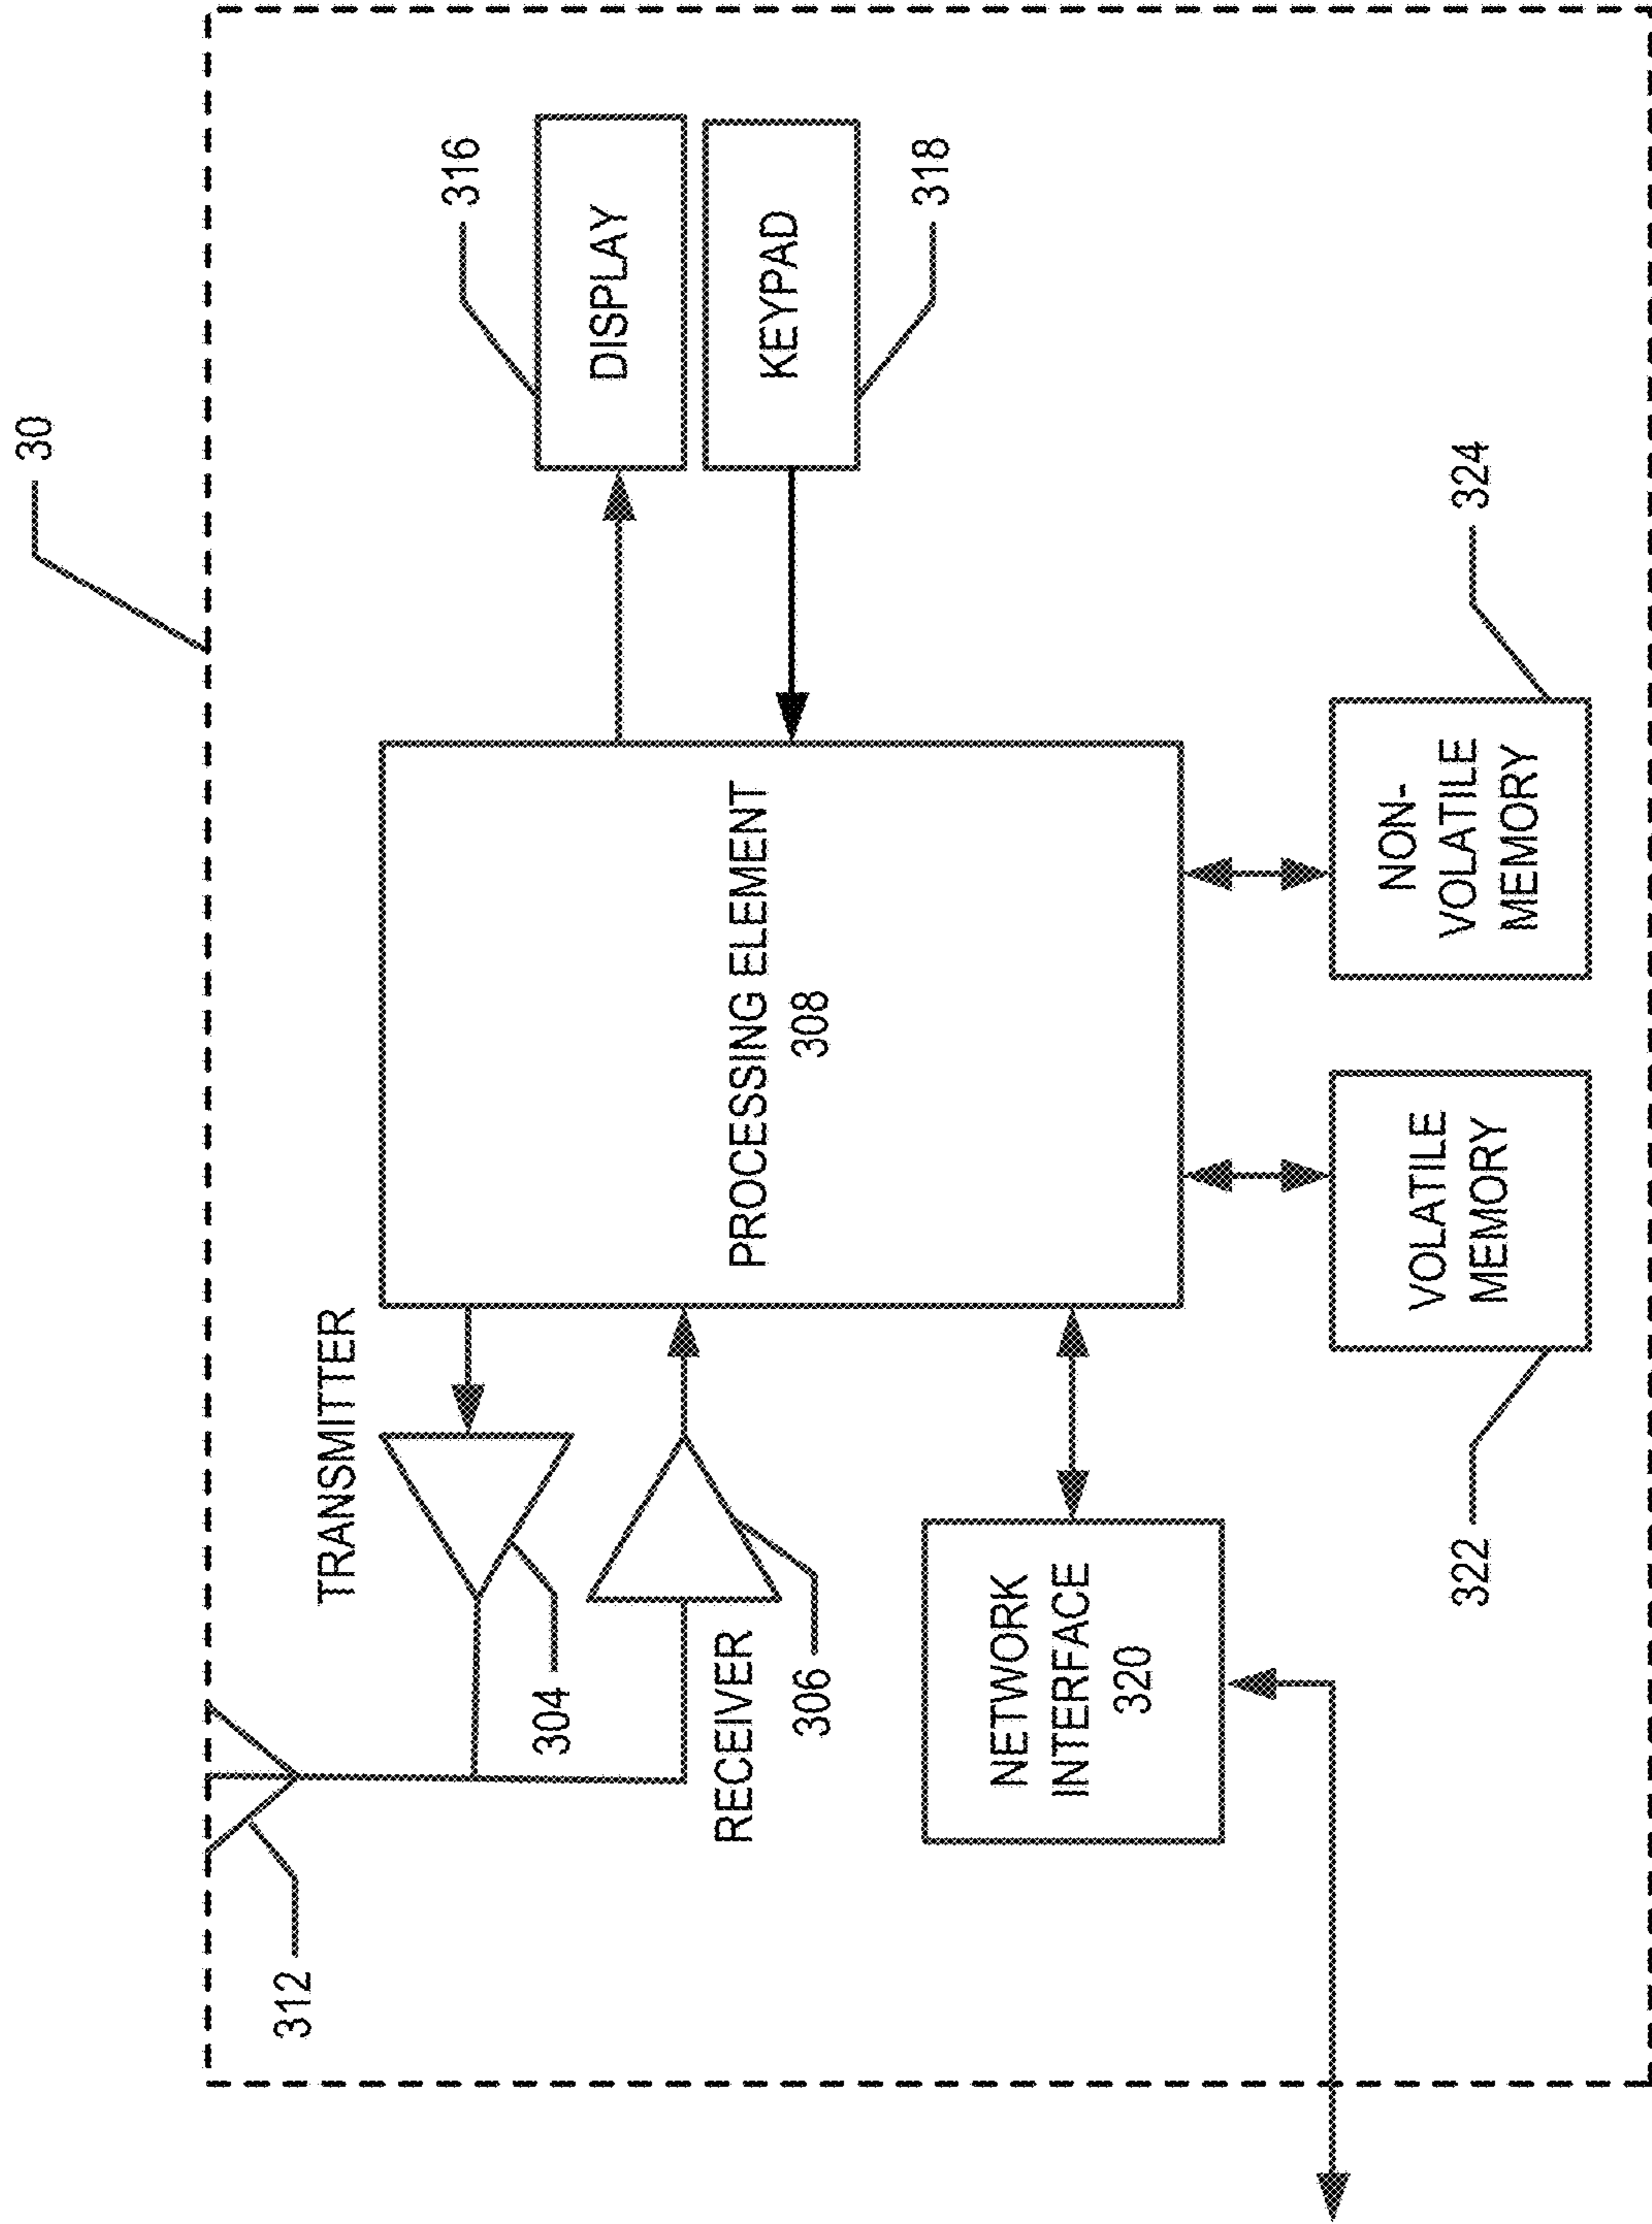 30
312
TRANSMITTER
304
RECEIVER
306
PROCESSING ELEMENT
308
316
DISPLAY
KEYPAD
318
NETWORK
INTERFACE
320
322
VOLATILE
MEMORY
NON-
VOLATILE
MEMORY
324